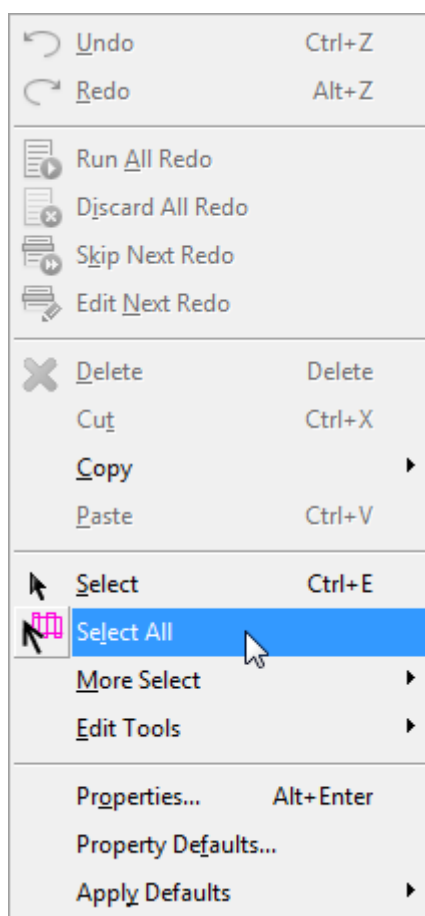 Undo Ctrl+Z
Redo Alt+Z
Run All Redo
Discard All Redo
Skip Next Redo
Edit Next Redo
Delete Delete
Cut Ctrl+X
Copy
Paste Ctrl+V
Select Ctrl+E
Select All
More Select
Edit Tools
Properties... Alt+Enter
Property Defaults...
Apply Defaults